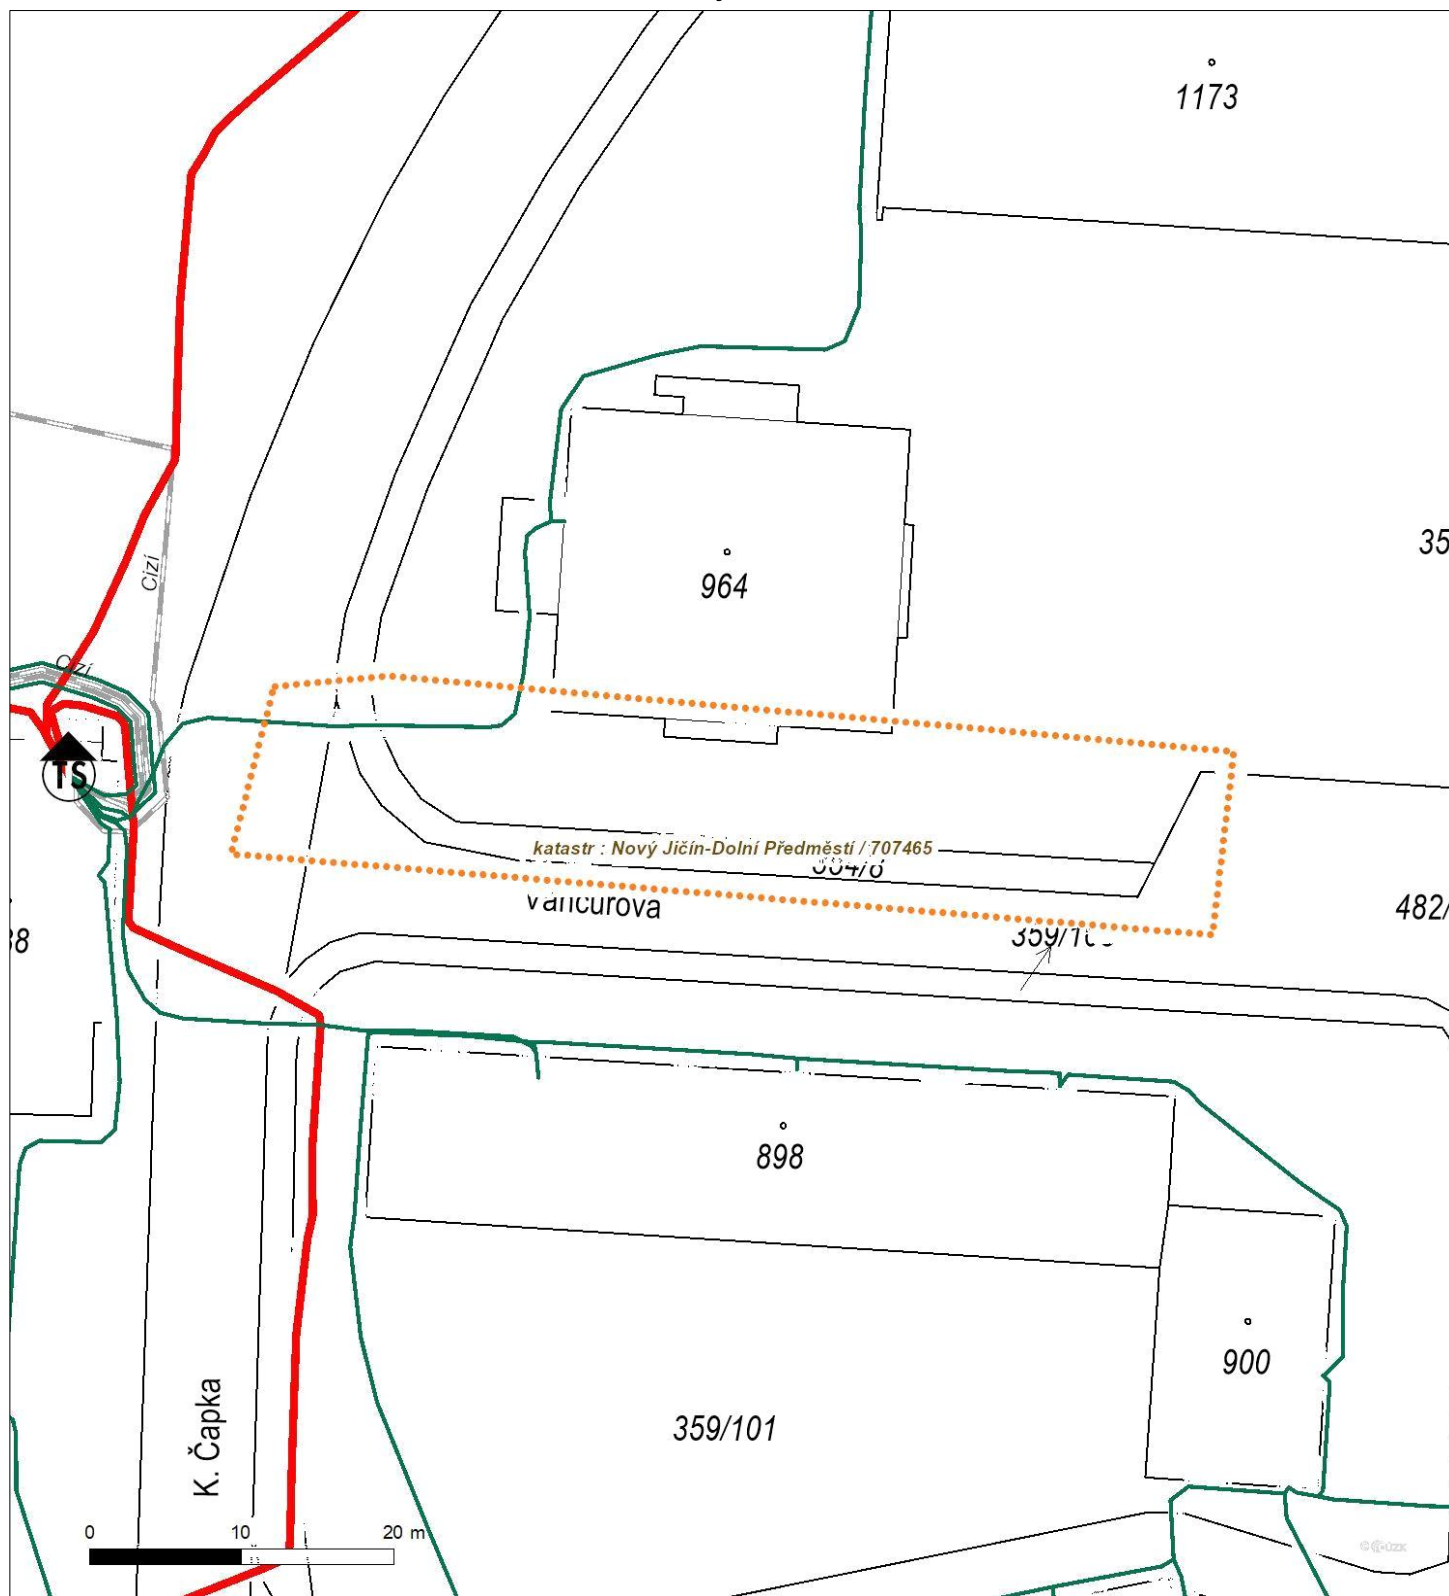 1173
35
964
Cizí
Cizí
TS
katastr : Nový Jičín-Dolní Předměstí / 707465
Vančurova
482/
38
898
900
359/101
K. Čapka
0 10 20 m